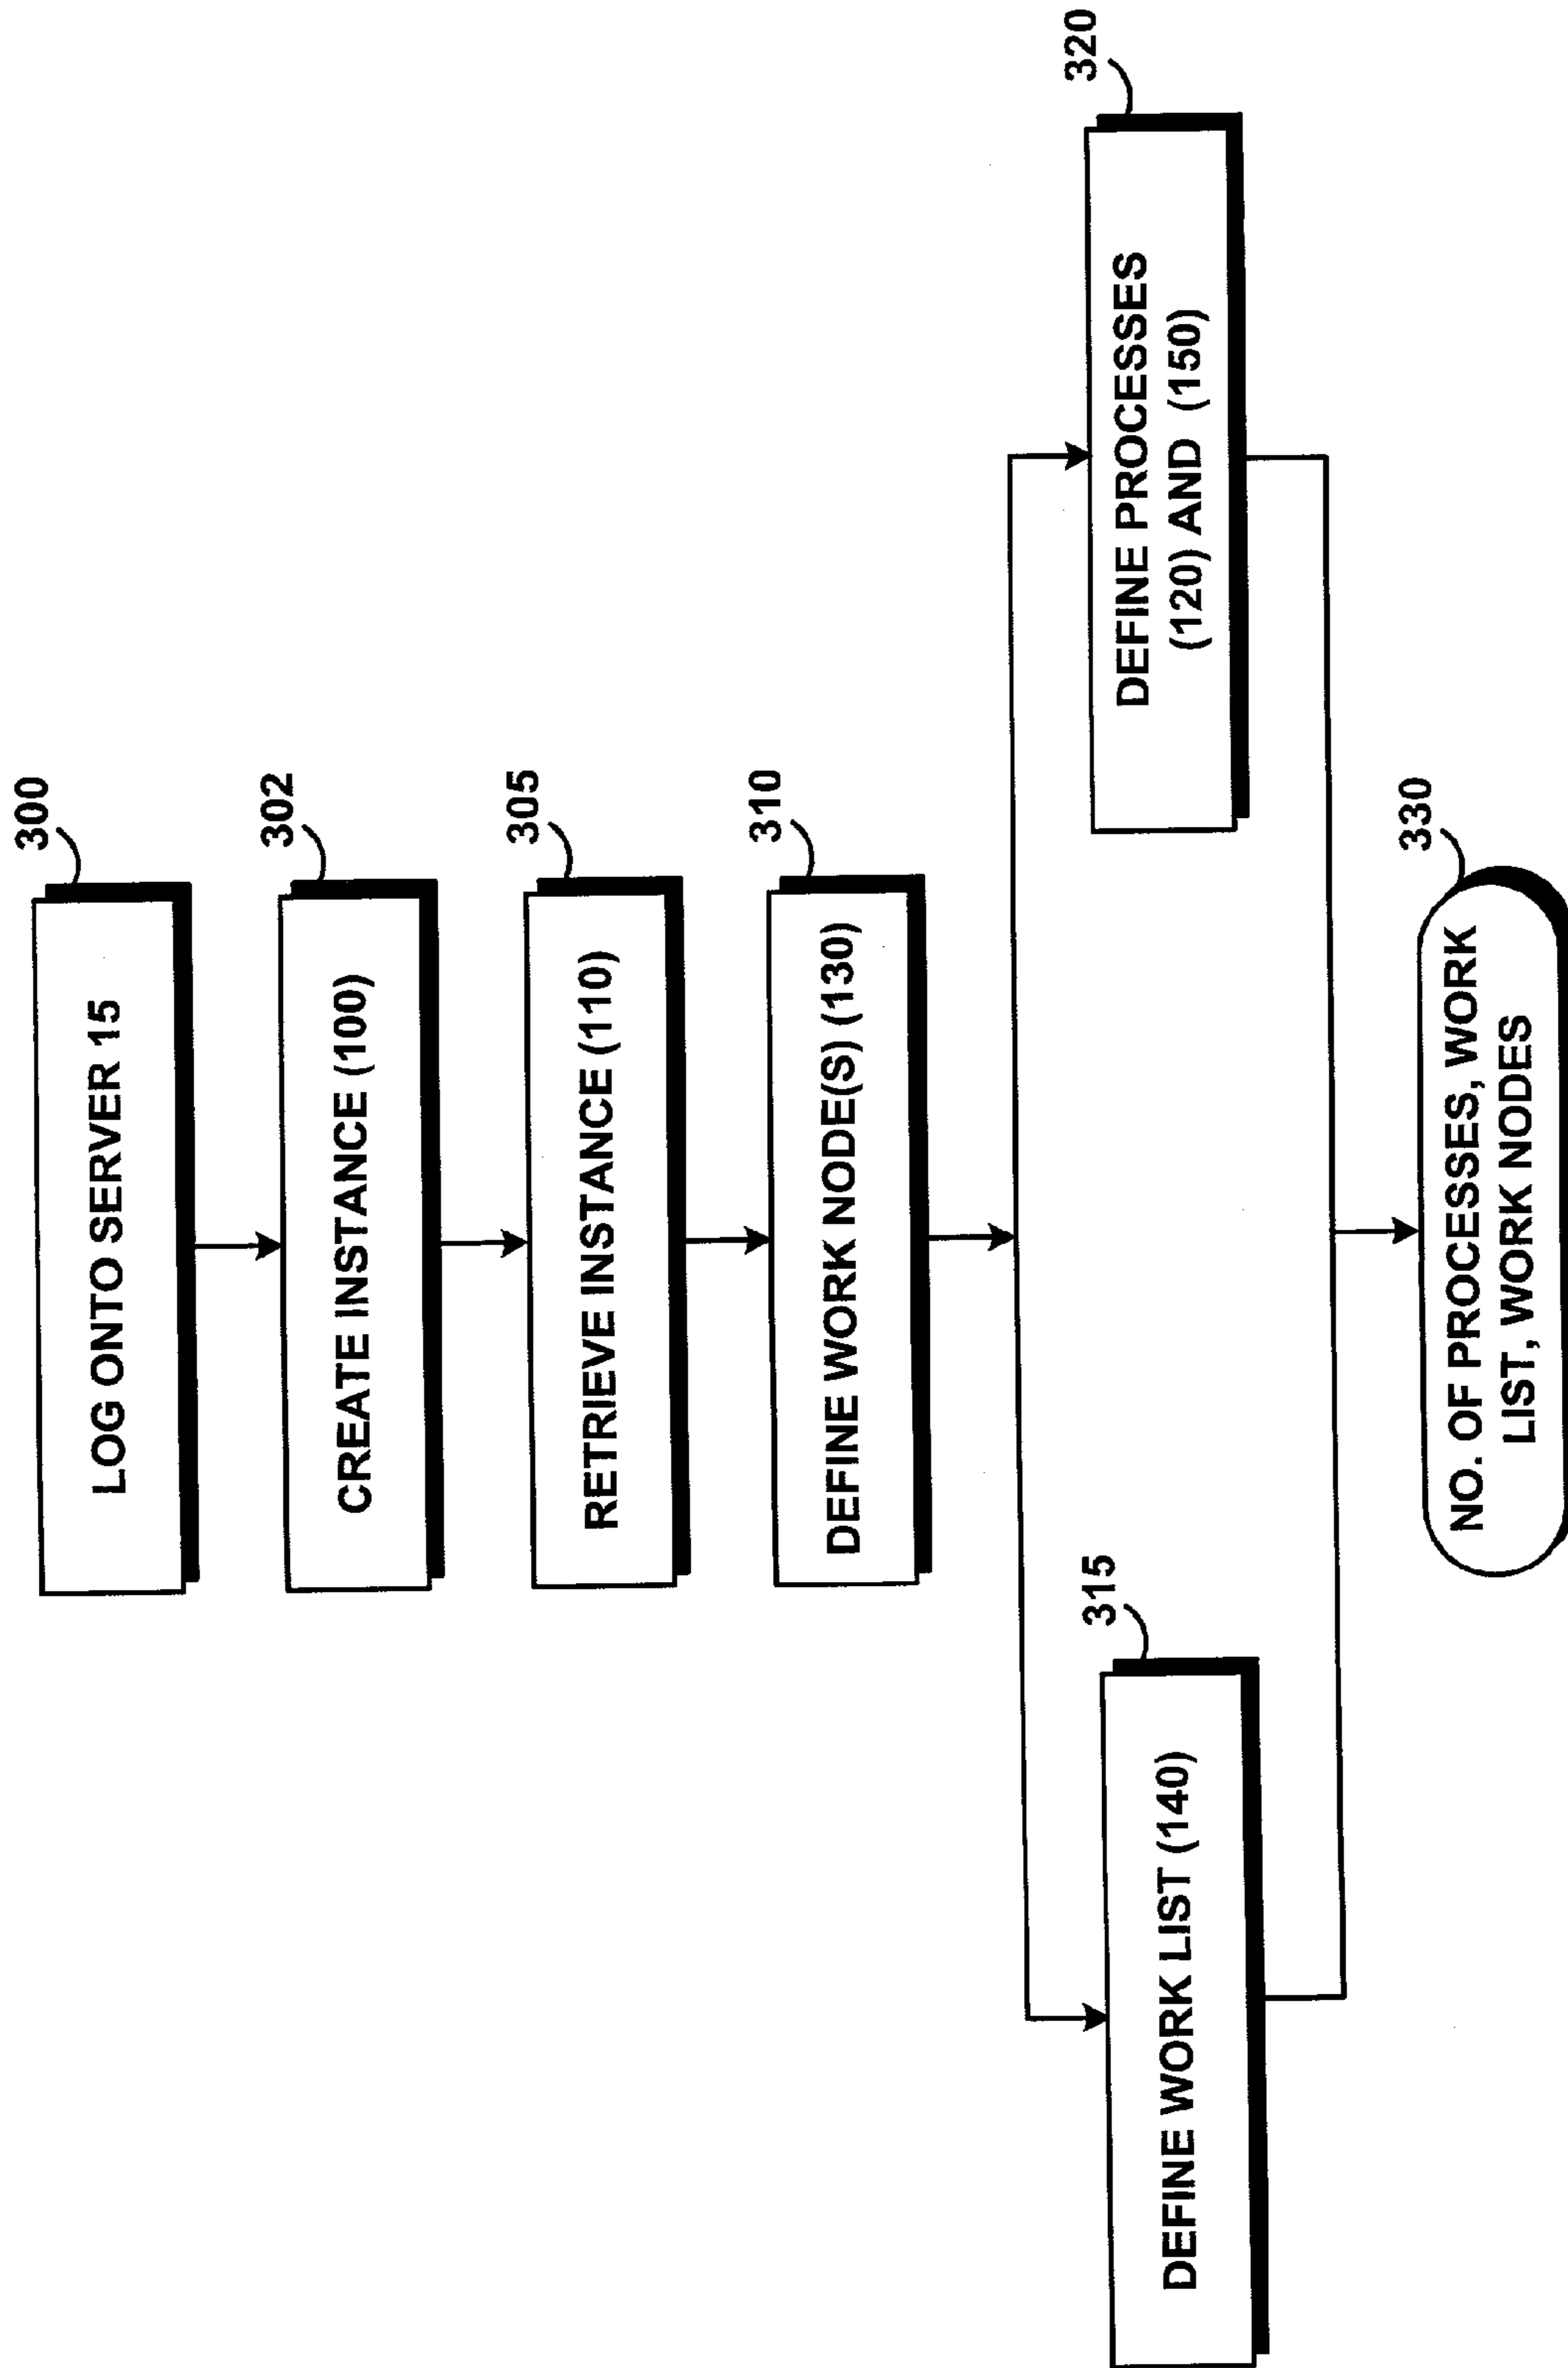 300
LOG ONTO SERVER 15
302
CREATE INSTANCE (100)
305
RETRIEVE INSTANCE (110)
310
DEFINE WORK NODE(S) (130)
315
DEFINE WORK LIST (140)
320
DEFINE PROCESSES
(120) AND (150)
330
NO. OF PROCESSES, WORK
LIST, WORK NODES